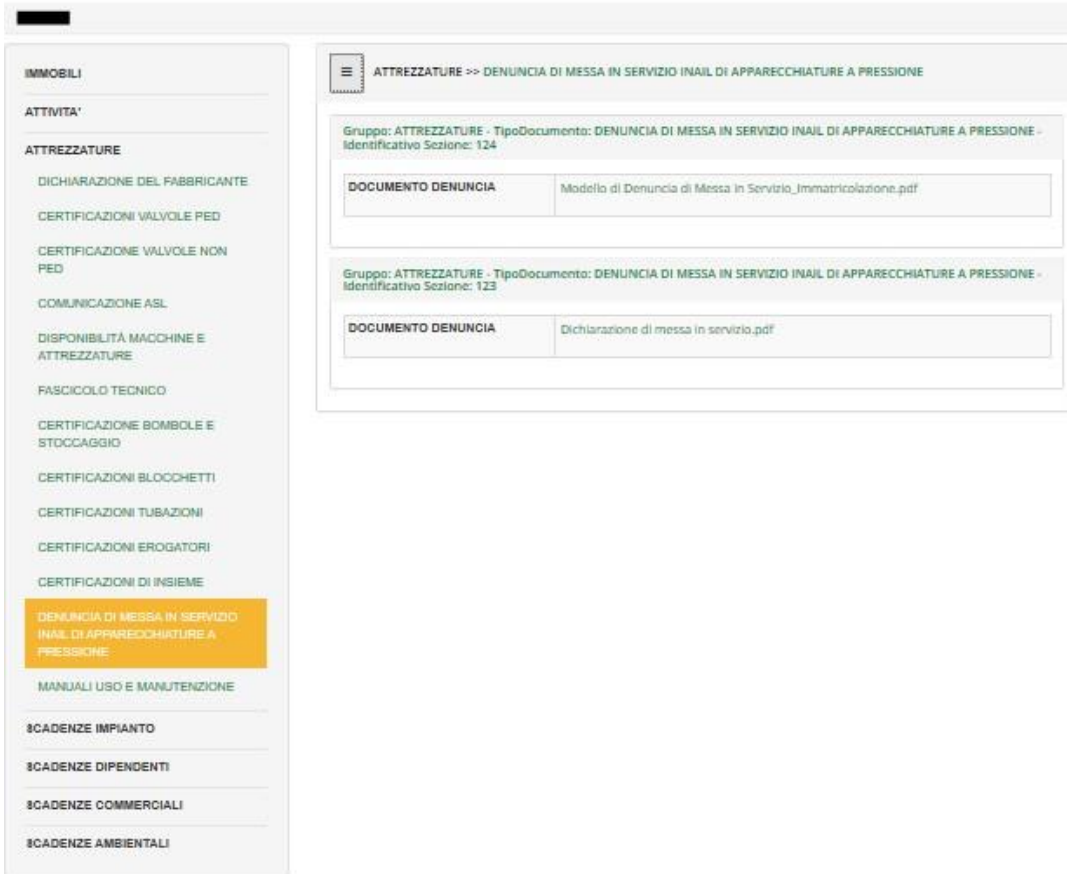 IMMOBILI
ATTIVITA'
ATTREZZATURE
DICHIARAZIONE DEL FABBRICANTE
CERTIFICAZIONI VALVOLE PED
CERTIFICAZIONE VALVOLE NON
PED
COMUNICAZIONE ASL
DISPONIBILITÀ MACCHINE E
ATTREZZATURE
FASCICOLO TECNICO
CERTIFICAZIONE BOMBOLE E
STOCCAGGIO
CERTIFICAZIONI BLOCCHETTI
CERTIFICAZIONI TUBAZIONI
CERTIFICAZIONI EROGATORI
CERTIFICAZIONI DI INSIEME
DENUNCIA DI MESSA IN SERVIZIO
INAIL DI APPARECCHIATURE A
PRESSIONE
MANUALI USO E MANUTENZIONE
SCADENZE IMPIANTO
SCADENZE DIPENDENTI
SCADENZE COMMERCIALI
SCADENZE AMBIENTALI
ATTREZZATURE >> DENUNCIA DI MESSA IN SERVIZIO INAIL DI APPARECCHIATURE A PRESSIONE
Gruppo: ATTREZZATURE - TipoDocumento: DENUNCIA DI MESSA IN SERVIZIO INAIL DI APPARECCHIATURE A PRESSIONE -
Identificativo Sezione: 124
DOCUMENTO DENUNCIA Modello di Denuncia di Messa in Servizio_Immatricolazione.pdf
Gruppo: ATTREZZATURE - TipoDocumento: DENUNCIA DI MESSA IN SERVIZIO INAIL DI APPARECCHIATURE A PRESSIONE -
Identificativo Sezione: 123
DOCUMENTO DENUNCIA Dichiarazione di messa in servizio.pdf